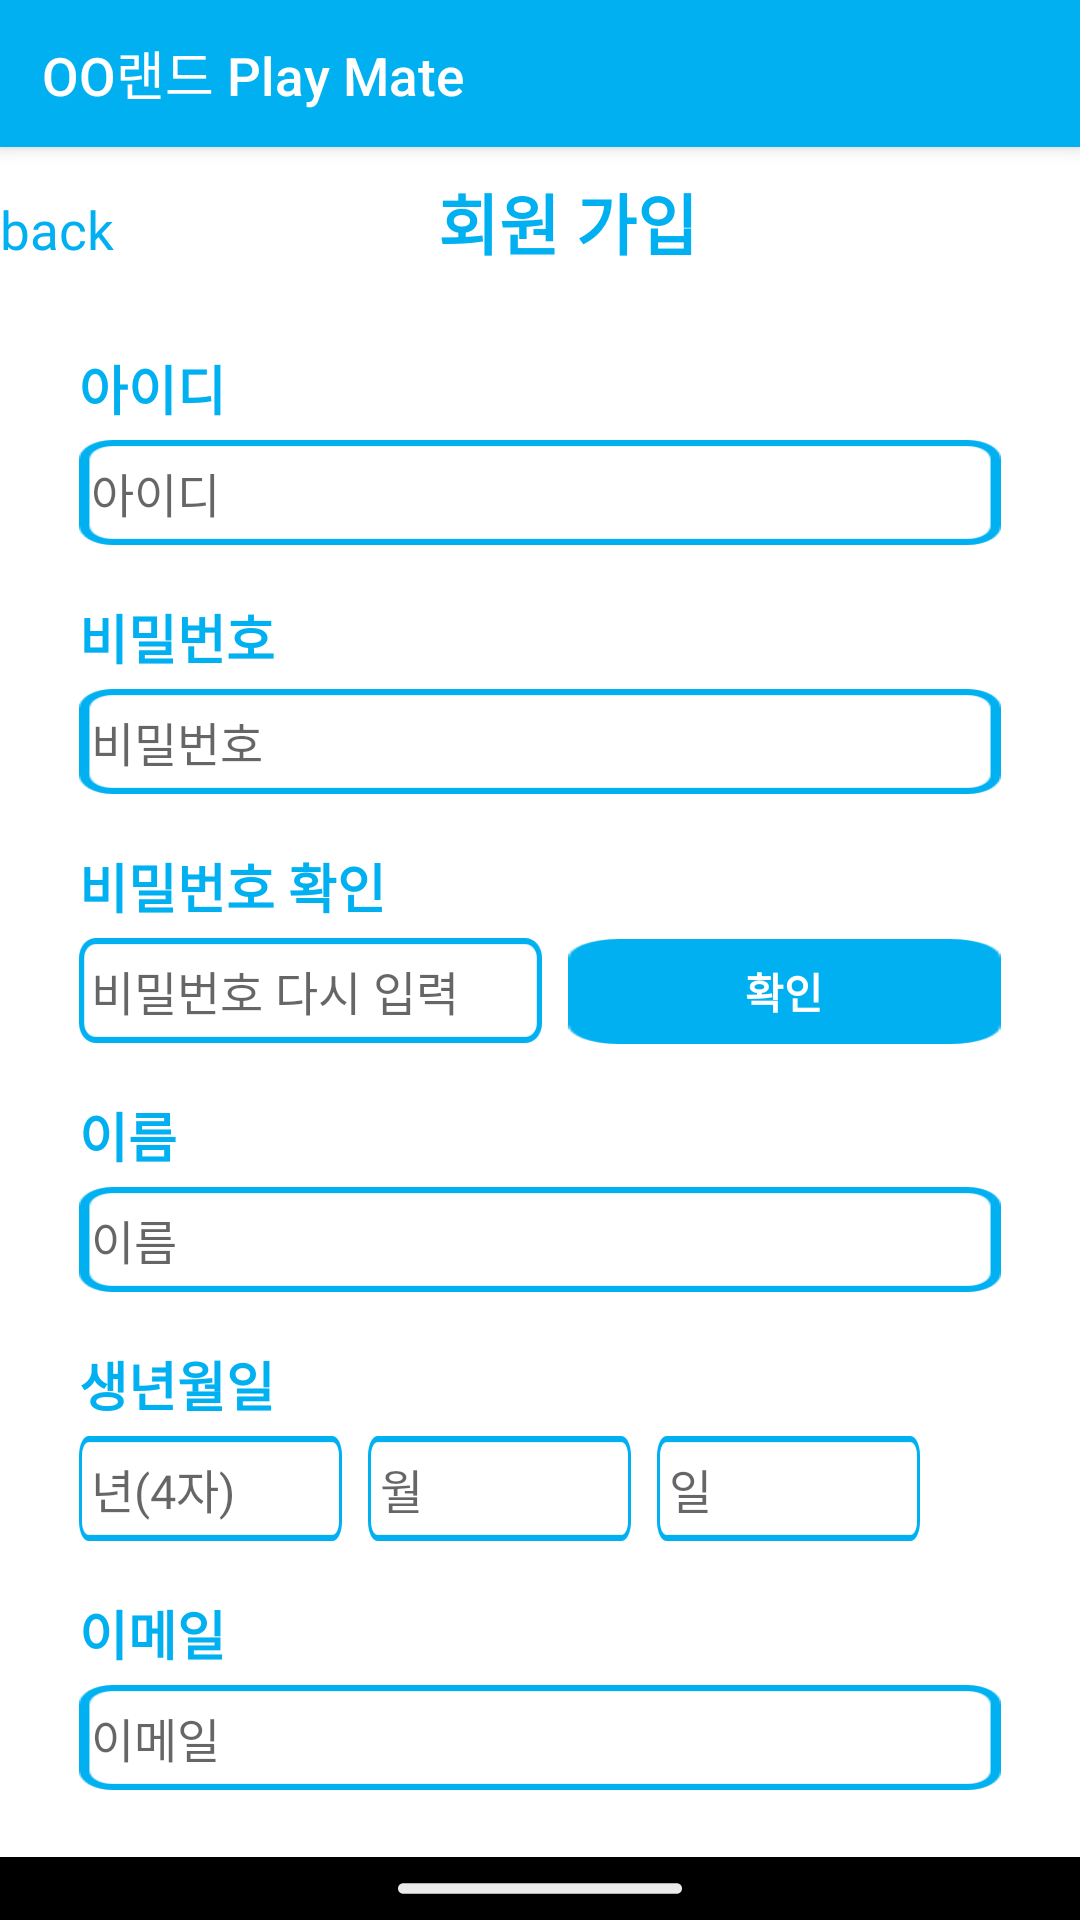 OO랜드 Play Mate
back 회원 가입
아이디
아이디
비밀번호
비밀번호
비밀번호 확인
비밀번호 다시 입력 확인
이름
이름
생년월일
년(4자) 월 일
이메일
이메일